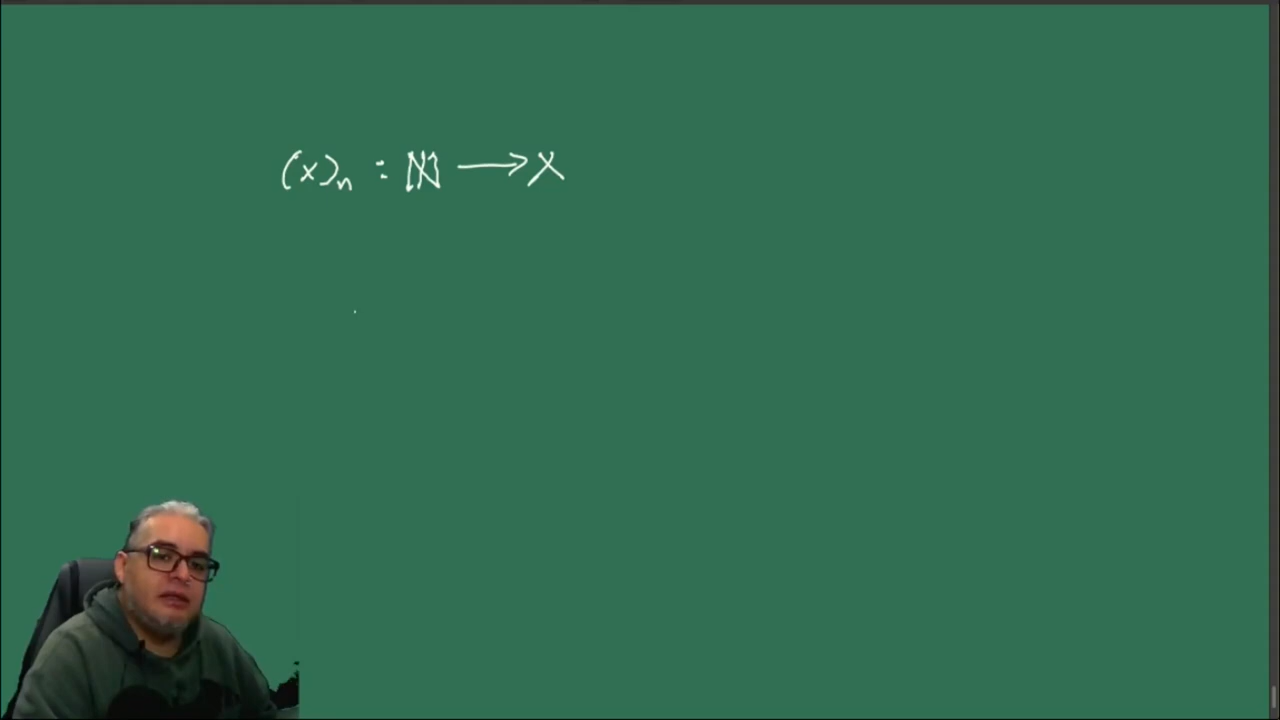 (x)ₙ : ℕ ⟶ X